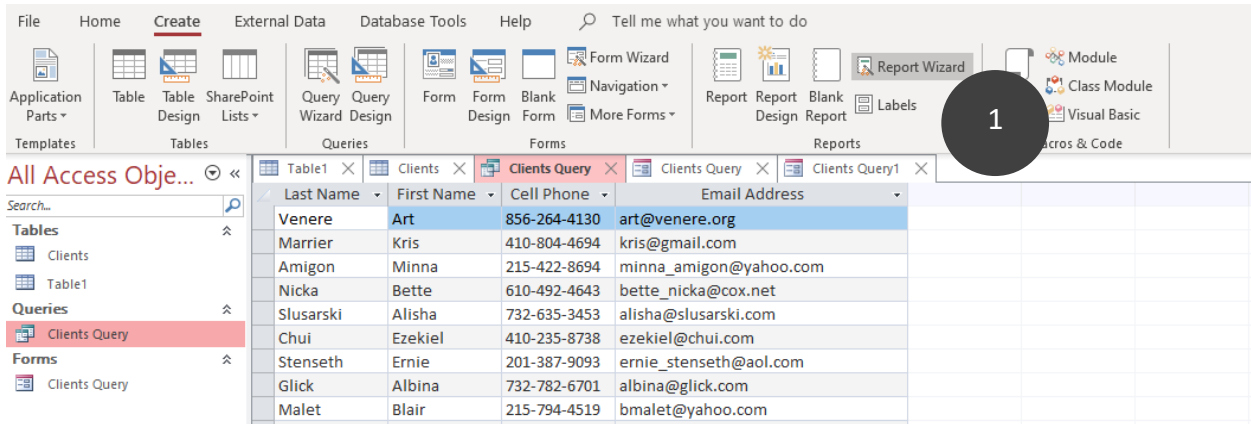 File Home Create External Data Database Tools Help Tell me what you want to do
Application Parts
Table
Table Design
SharePoint Lists
Query Wizard
Query Design
Form
Form Design
Blank Form
Form Wizard
Navigation
More Forms
Report
Report Design
Blank Report
Report Wizard
Labels
Module
Class Module
Visual Basic
1
Templates Tables Queries Forms Reports acros & Code
All Access Obje...
Search...
Tables
Clients
Table1
Queries
Clients Query
Forms
Clients Query
Table1 Clients Clients Query Clients Query Clients Query1
Last Name First Name Cell Phone Email Address
Venere Art 856-264-4130 art@venere.org
Marrier Kris 410-804-4694 kris@gmail.com
Amigon Minna 215-422-8694 minna_amigon@yahoo.com
Nicka Bette 610-492-4643 bette_nicka@cox.net
Slusarski Alisha 732-635-3453 alisha@slusarski.com
Chui Ezekiel 410-235-8738 ezekiel@chui.com
Stenseth Ernie 201-387-9093 ernie_stenseth@aol.com
Glick Albina 732-782-6701 albina@glick.com
Malet Blair 215-794-4519 bmalet@yahoo.com